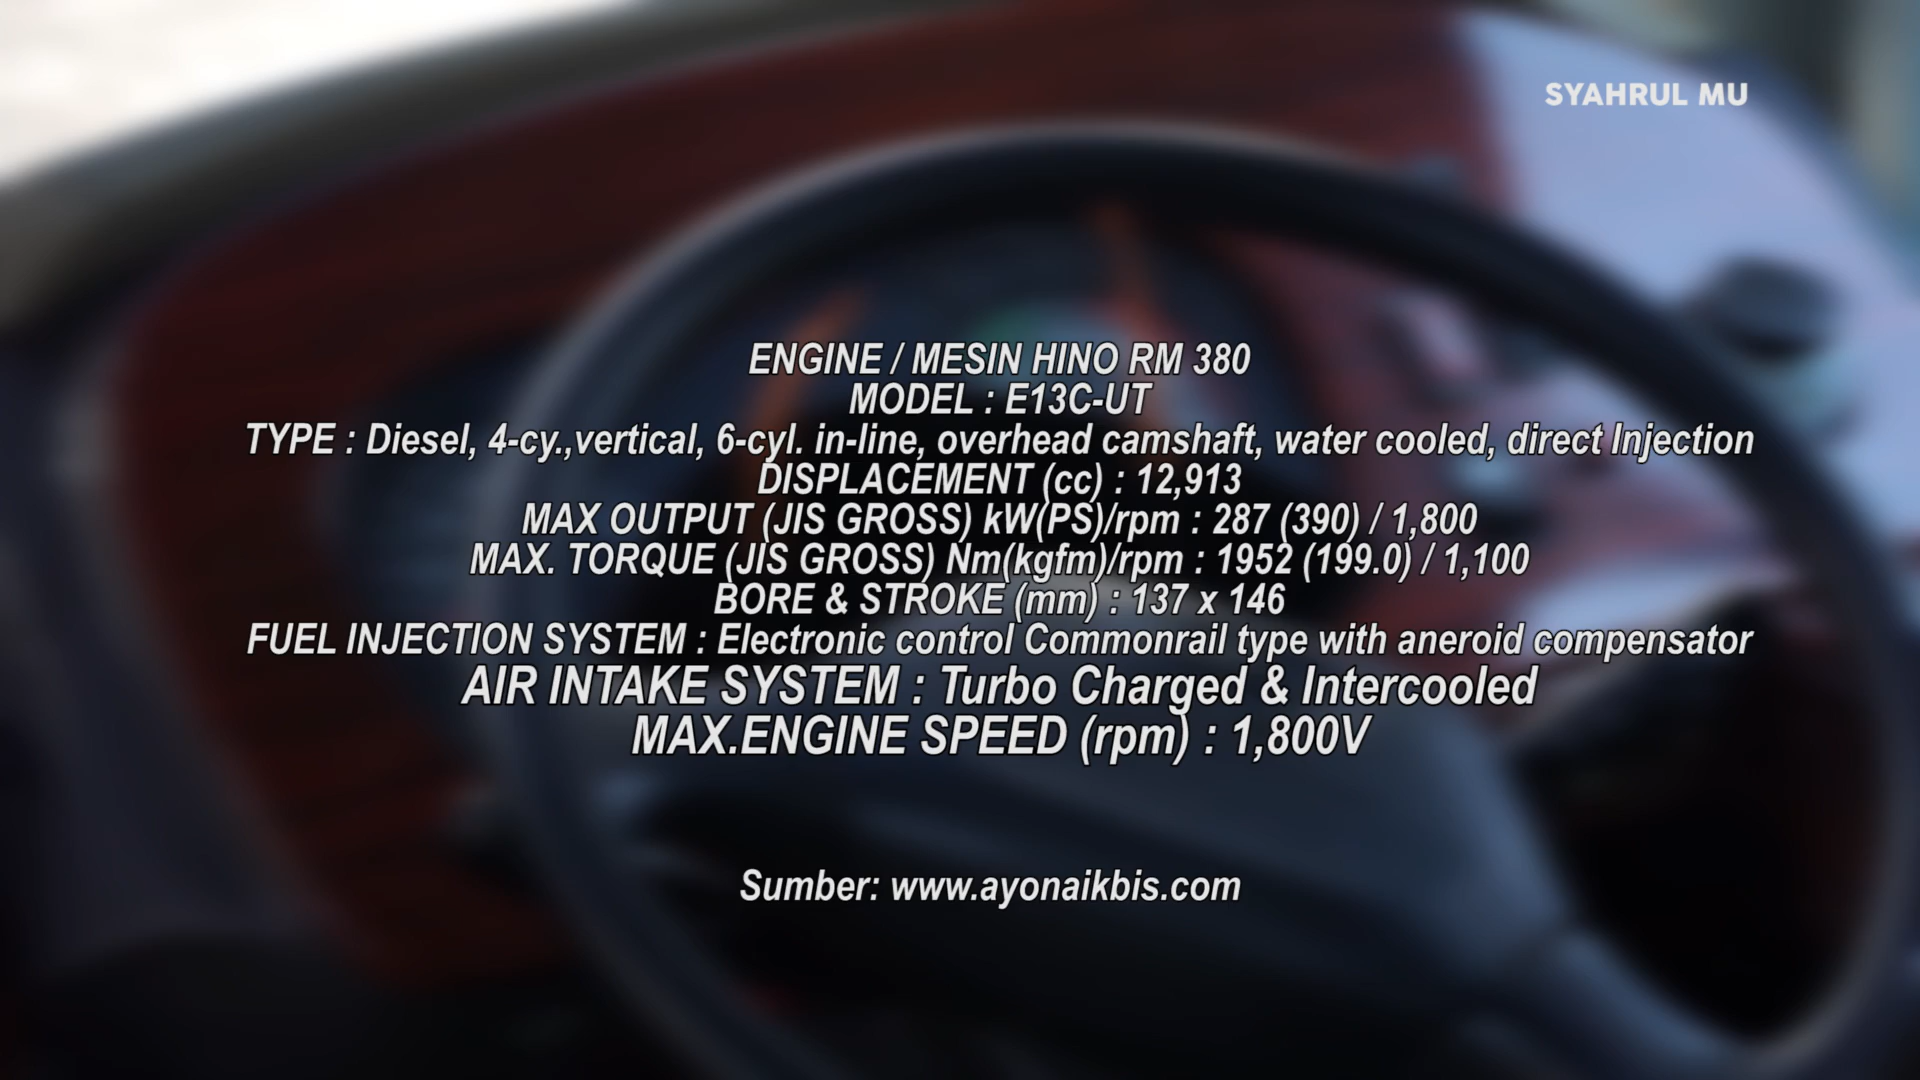 SYAHRUL MU
ENGINE / MESIN HINO RM 380
MODEL : E13C-UT
TYPE : Diesel, 4-cy.,vertical, 6-cyl. in-line, overhead camshaft, water cooled, direct Injection
DISPLACEMENT (cc) : 12,913
MAX OUTPUT (JIS GROSS) kW(PS)/rpm : 287 (390) / 1,800
MAX. TORQUE (JIS GROSS) Nm(kgfm)/rpm : 1952 (199.0) / 1,100
BORE & STROKE (mm) : 137 x 146
FUEL INJECTION SYSTEM : Electronic control Commonrail type with aneroid compensator
AIR INTAKE SYSTEM : Turbo Charged & Intercooled
MAX.ENGINE SPEED (rpm) : 1,800V
Sumber: www.ayonaikbis.com